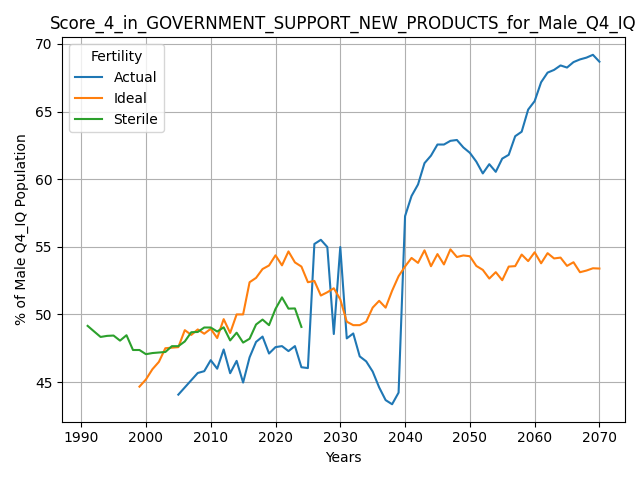 Score_4_in_GOVERNMENT_SUPPORT_NEW_PRODUCTS_for_Male_Q4_IQ
Fertility
Actual
Ideal
Sterile
% of Male Q4_IQ Population
70
65
60
55
50
45
1990 2000 2010 2020 2030 2040 2050 2060 2070
Years